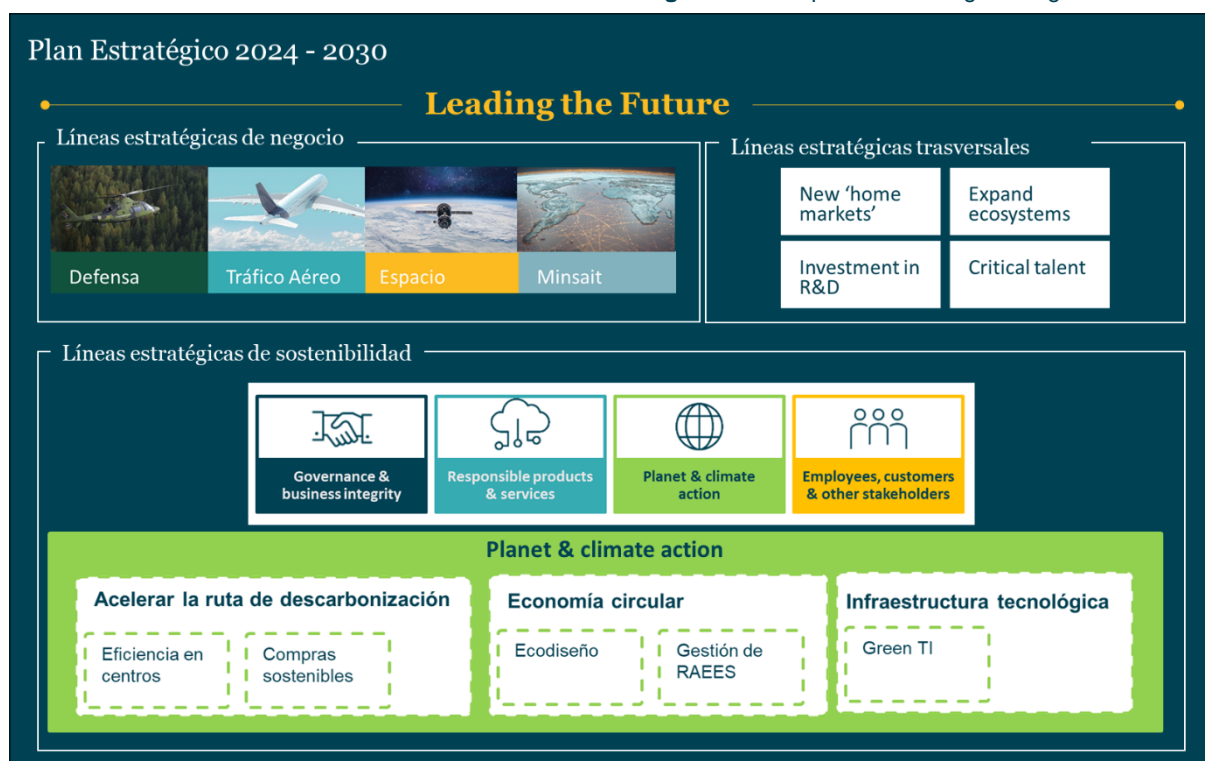 Plan Estratégico 2024 - 2030
Leading the Future
Líneas estratégicas de negocio
Defensa
Tráfico Aéreo
Espacio
Minsait
Líneas estratégicas trasversales
New ‘home
markets’
Expand
ecosystems
Investment in
R&D
Critical talent
Líneas estratégicas de sostenibilidad
Governance &
business integrity
Responsible products
& services
Planet & climate
action
Employees, customers
& other stakeholders
Planet & climate action
Acelerar la ruta de descarbonización
Eficiencia en
centros
Compras
sostenibles
Economía circular
Ecodiseño
Gestión de
RAEES
Infraestructura tecnológica
Green TI